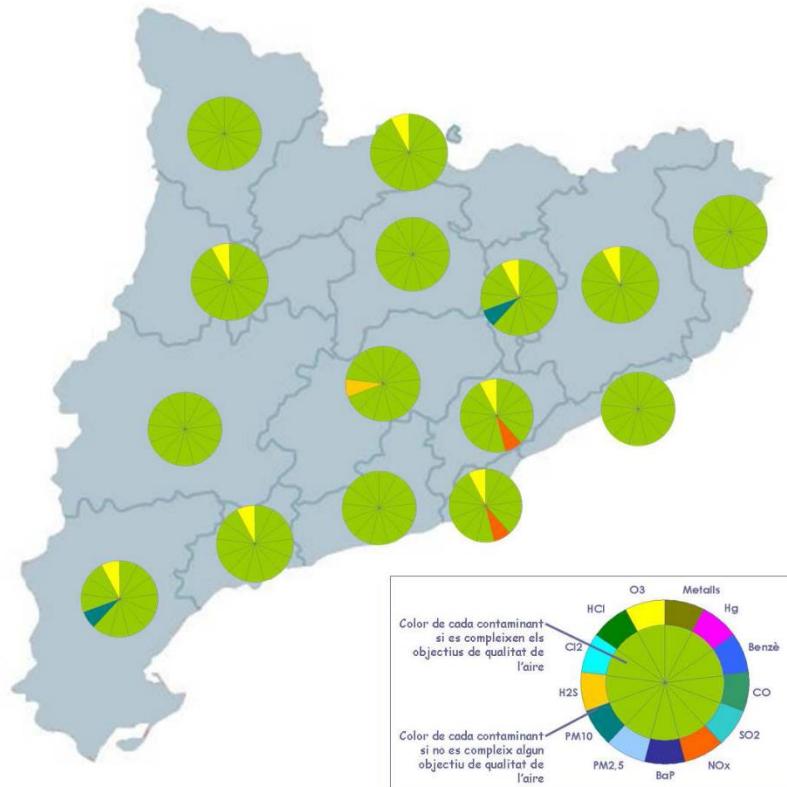 O3
Metalls
HCl
Hg
Color de cada contaminant
si es compleixen els
objectius de qualitat de
l'aire
Cl2
Benzè
H2S
CO
PM10
SO2
Color de cada contaminant
si no es compleix algun
objectiu de qualitat de
l'aire
PM2,5
BaP
NOx